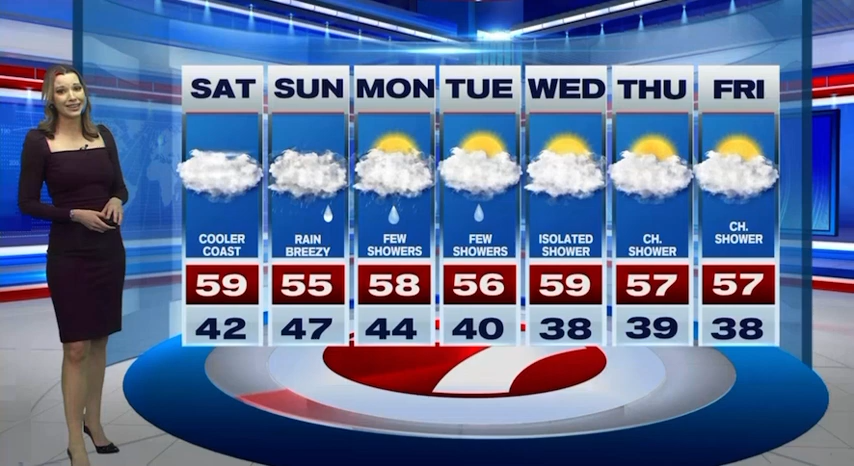 SAT SUN MON TUE WED THU FRI
COOLER RAIN FEW FEW ISOLATED CH. CH.
COAST BREEZY SHOWERS SHOWERS SHOWER SHOWER SHOWER
59 55 58 56 59 57 57
42 47 44 40 38 39 38